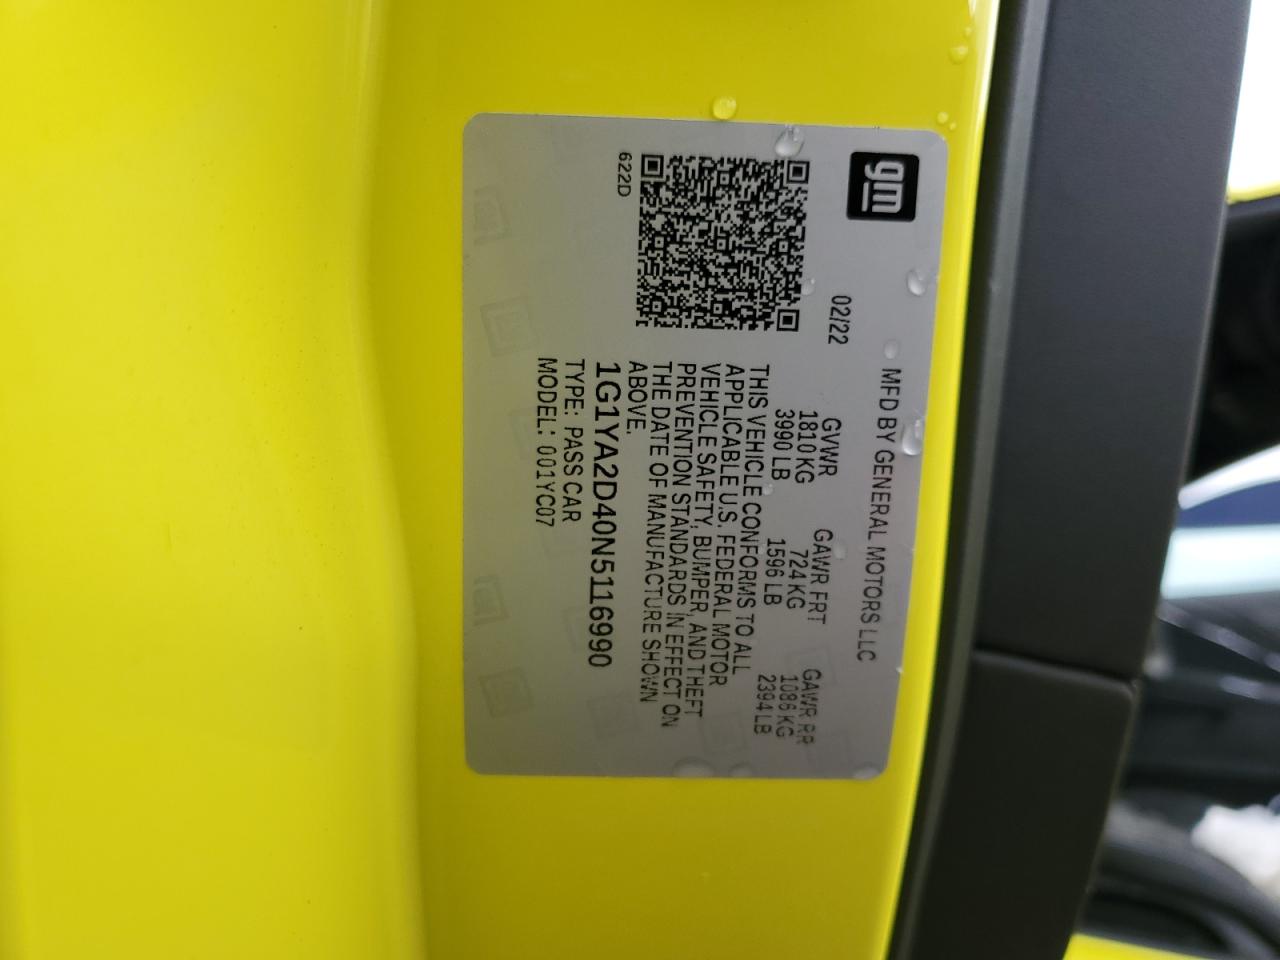 gm
MFD BY GENERAL MOTORS LLC
02/22
GVWR GAWR FRT GAWR RR
1810 KG 724 KG 1086 KG
3990 LB 1596 LB 2394 LB
THIS VEHICLE CONFORMS TO ALL
APPLICABLE U.S. FEDERAL MOTOR
VEHICLE SAFETY, BUMPER, AND THEFT
PREVENTION STANDARDS IN EFFECT ON
THE DATE OF MANUFACTURE SHOWN
ABOVE.
622D
1G1YA2D40N5116990
TYPE: PASS CAR
MODEL: 001YC07